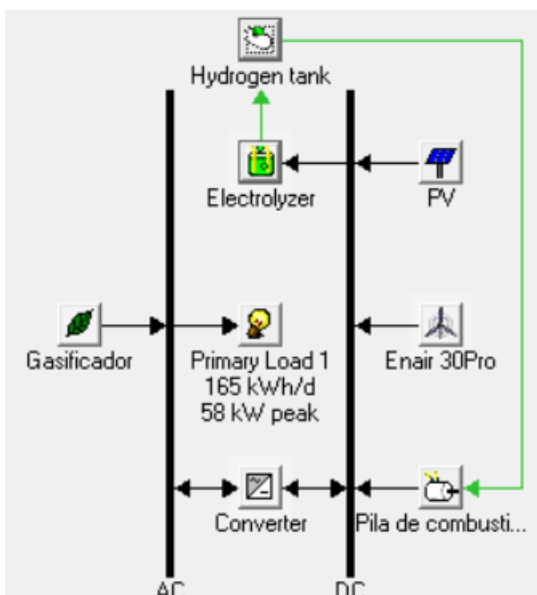 Hydrogen tank
Electrolyzer
PV
Gasificador
Primary Load 1
165 kWh/d
58 kW peak
Enair 30Pro
Converter
Pila de combusti...
AC
DC